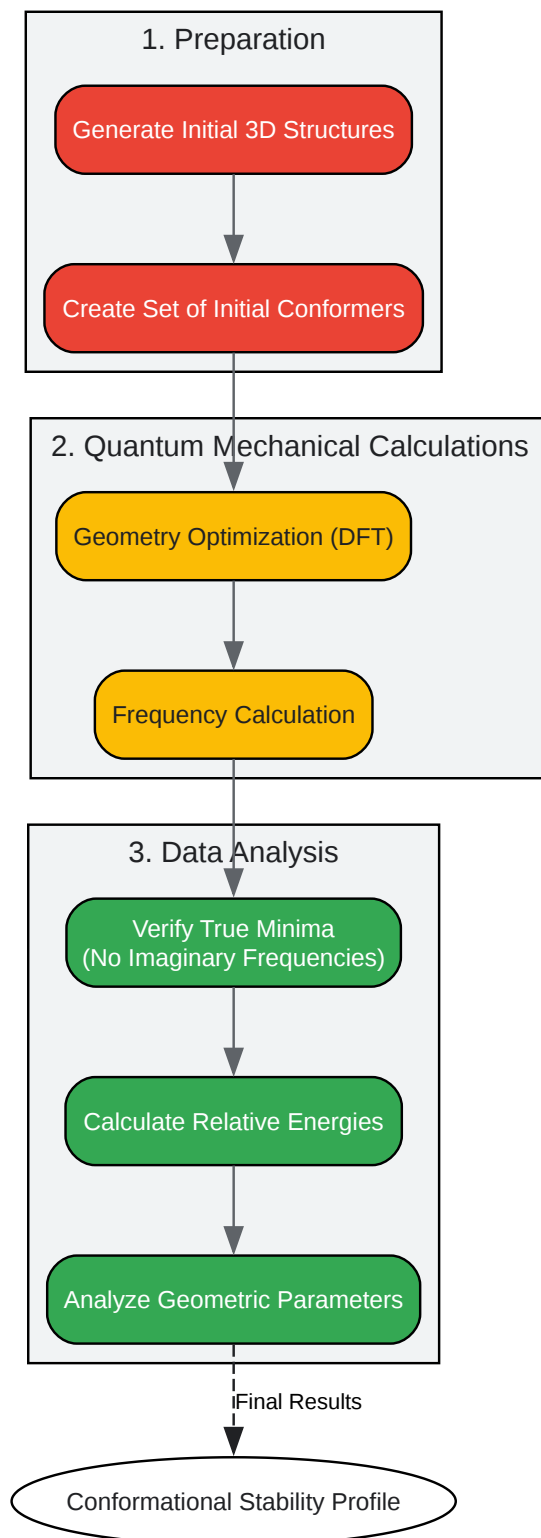 1. Preparation
Generate Initial 3D Structures
Create Set of Initial Conformers
2. Quantum Mechanical Calculations
Geometry Optimization (DFT)
Frequency Calculation
3. Data Analysis
Verify True Minima
(No Imaginary Frequencies)
Calculate Relative Energies
Analyze Geometric Parameters
Final Results
Conformational Stability Profile